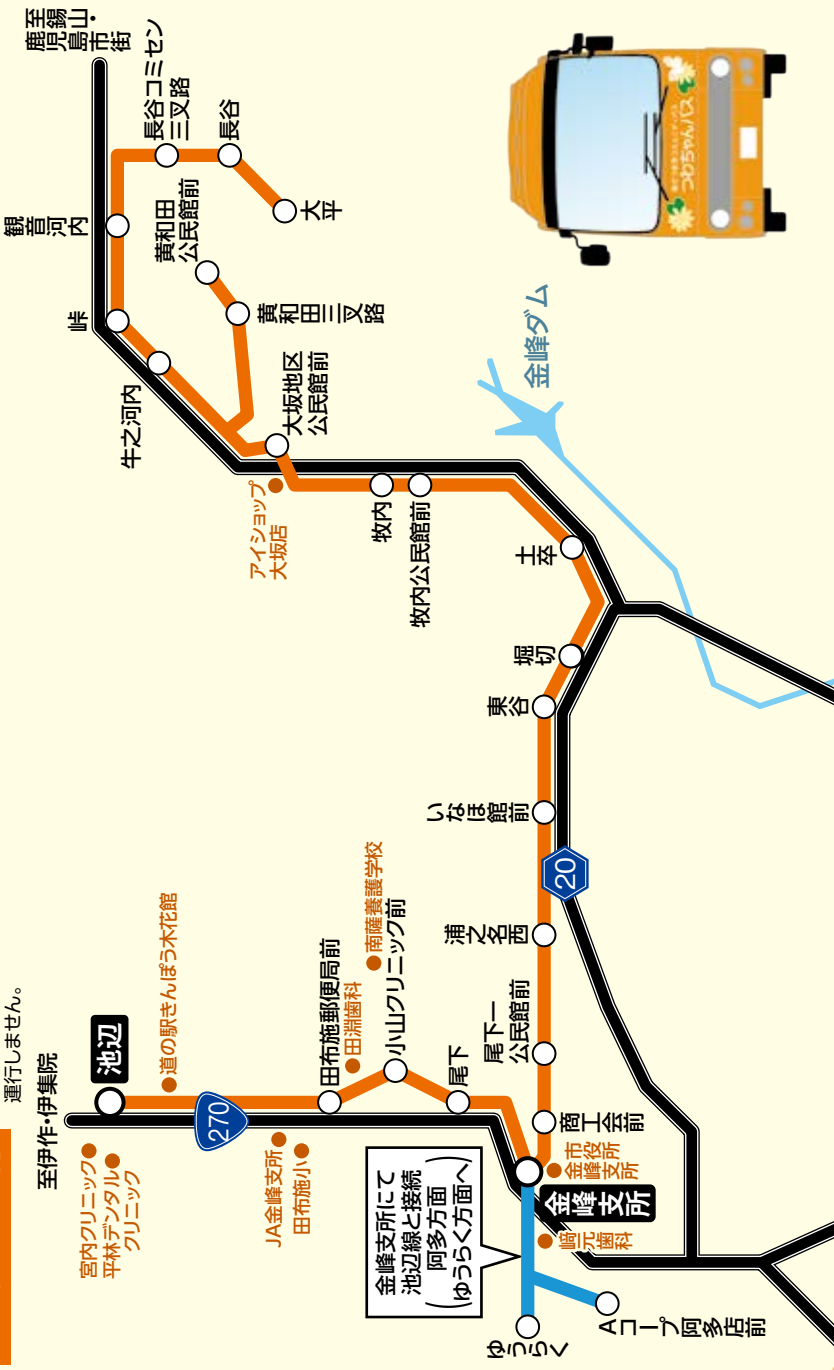 運行しません。
至伊作・伊集院
池辺
道の駅きんぽう木花館
宮内クリニック
平林デンタル
クリニック
270
JA金峰支所
田布施小
田布施郵便局前
田淵歯科
南薩養護学校
小山クリニック前
尾下
金峰支所にて
池辺線と接続
阿多方面
(ゆうらく方面へ)
市役所
金峰支所
金峰支所
﨑元歯科
ゆうらく
Aコープ阿多店前
商工会前
尾下一
公民館前
浦之名西
20
いなほ館前
東谷
堀切
土卒
牧内公民館前
牧内
アイショップ
大坂店
大坂地区
公民館前
黄和田三叉路
黄和田
公民館前
牛之河内
峠
観音
河内
長谷コミセン
三叉路
長谷
大平
至錫山・
鹿児島市街
金峰ダム
つわちゃんバス